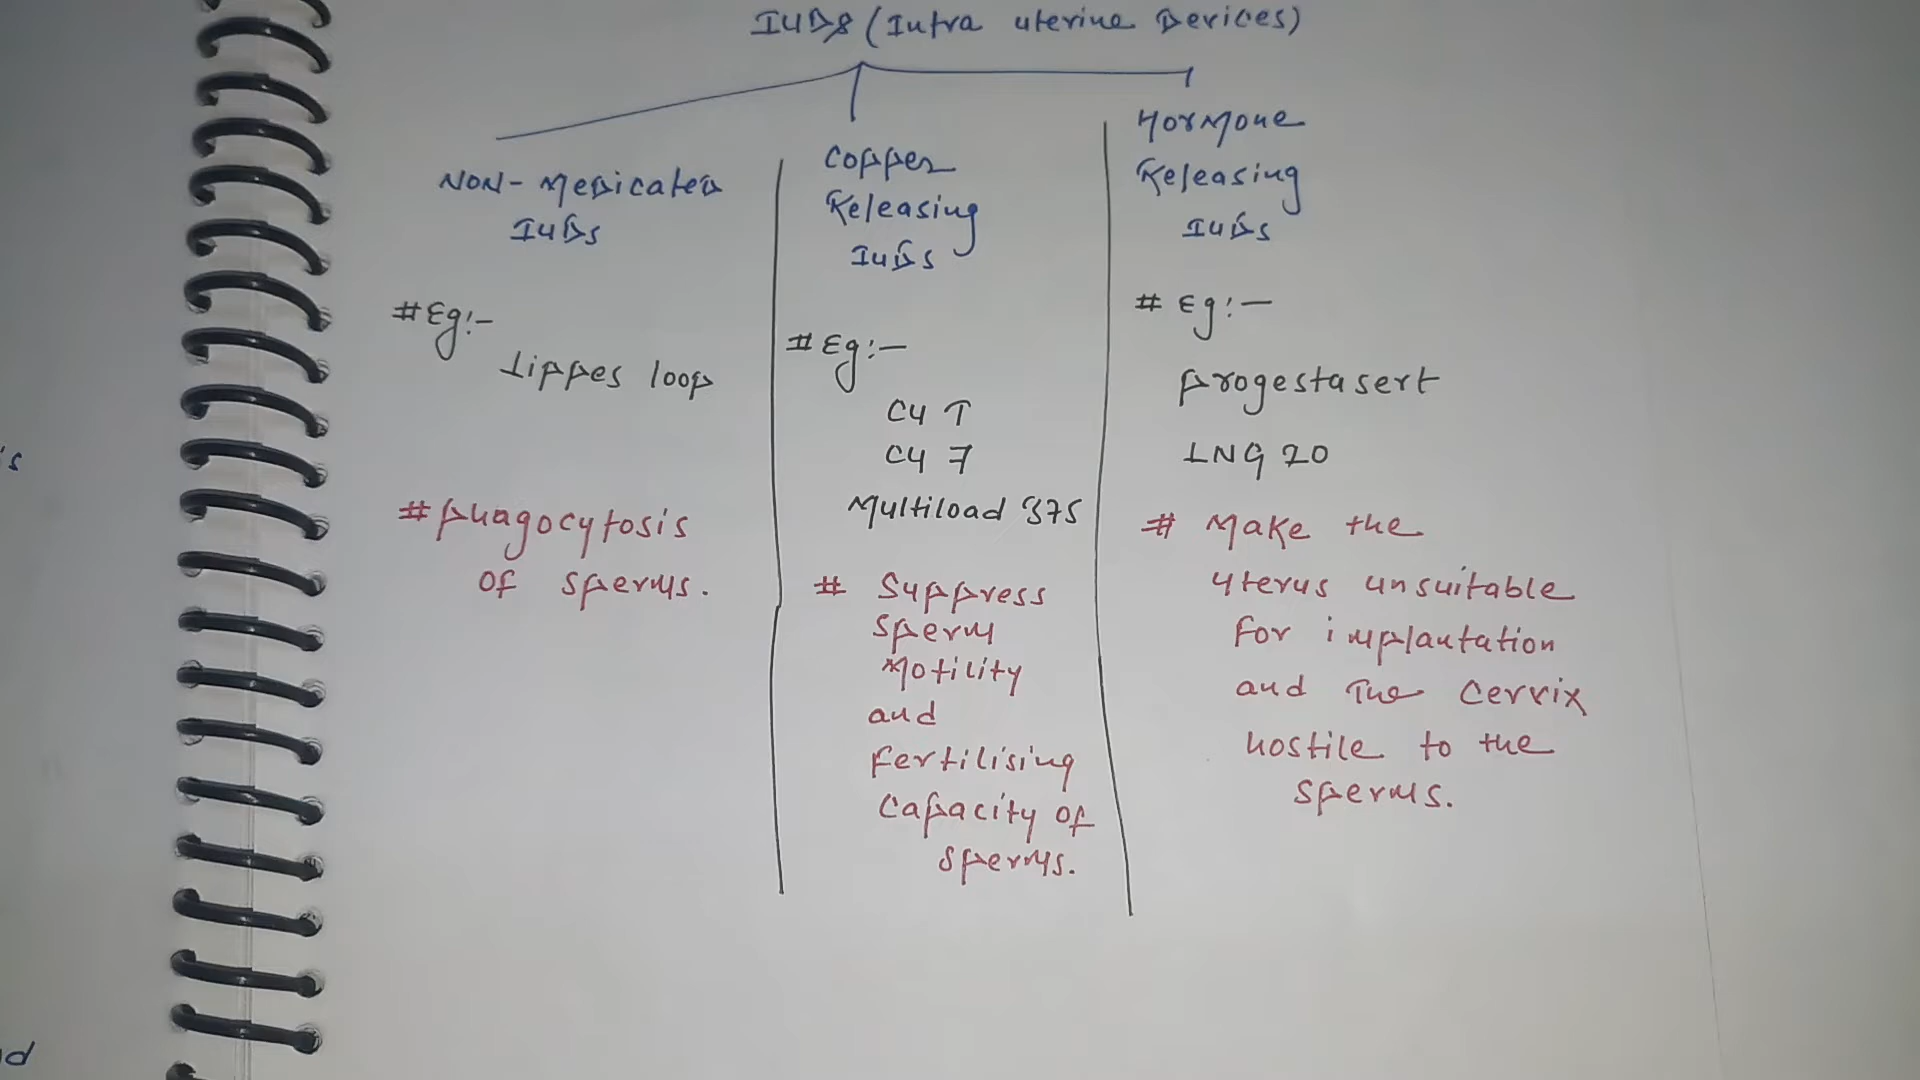 IUDs (Intra uterine Devices)
NON-Medicated
IUDs
#Eg:-
Lippes loop
#Phagocytosis
of sperms.
Copper
Releasing
IUDs
#Eg:-
Cu T
Cu 7
Multiload 375
# Suppress
sperm
Motility
and
Fertilising
Capacity of
sperms.
Hormone
Releasing
IUDs
# Eg:-
progestasert
LNG 20
# Make the
uterus unsuitable
for implantation
and The Cervix
hostile to the
sperms.
's